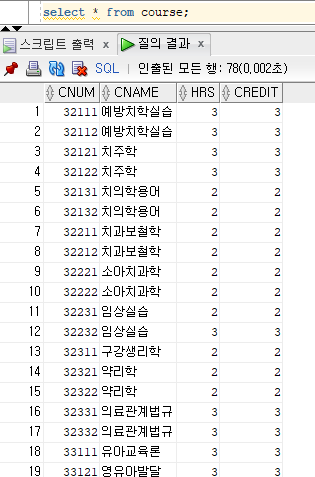 select * from course;
스크립트 출력 x 질의 결과 x
SQL | 인출된 모든 행: 78(0,002초)
CNUM CNAME HRS CREDIT
1 32111 예방치학실습 3 3
2 32112 예방치학실습 3 3
3 32121 치주학 3 3
4 32122 치주학 3 3
5 32131 치의학용어 2 2
6 32132 치의학용어 2 2
7 32211 치과보철학 2 2
8 32212 치과보철학 2 2
9 32221 소아치과학 2 2
10 32222 소아치과학 2 2
11 32231 임상실습 2 2
12 32232 임상실습 3 3
13 32311 구강생리학 2 2
14 32321 약리학 2 2
15 32322 약리학 2 2
16 32331 의료관계법규 3 3
17 32332 의료관계법규 3 3
18 33111 유아교육론 3 3
19 33121 영유아발달 3 3